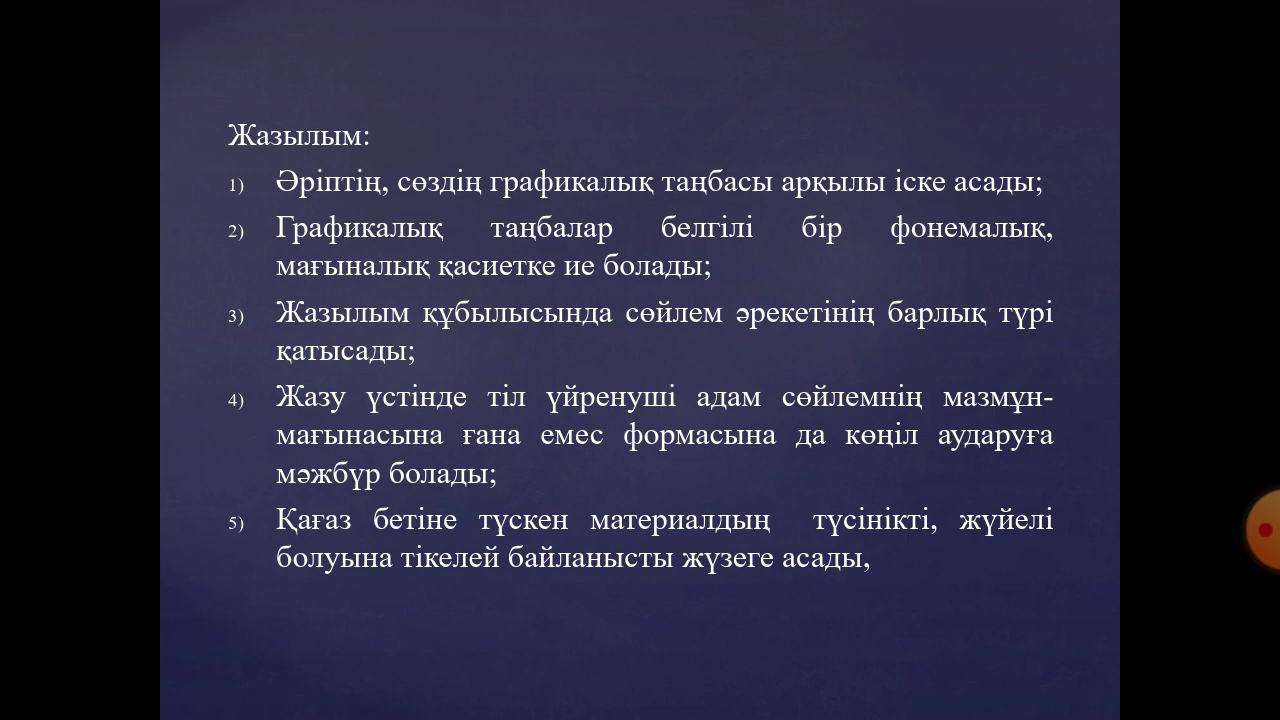 Жазылым:
1) Әріптің, сөздің графикалық таңбасы арқылы іске асады;
2) Графикалық таңбалар белгілі бір фонемалық,
мағыналық қасиетке ие болады;
3) Жазылым құбылысында сөйлем әрекетінің барлық түрі
қатысады;
4) Жазу үстінде тіл үйренуші адам сөйлемнің мазмұн-
мағынасына ғана емес формасына да көңіл аударуға
мәжбүр болады;
5) Қағаз бетіне түскен материалдың түсінікті, жүйелі
болуына тікелей байланысты жүзеге асады,